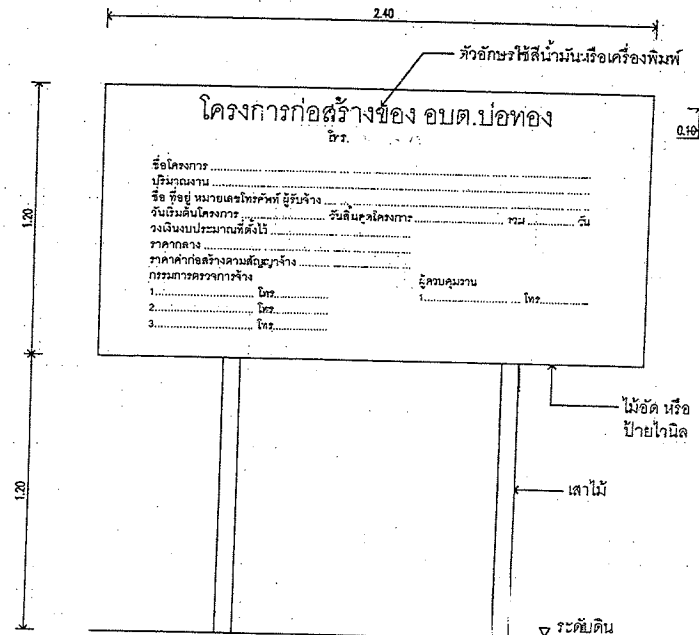 2.40
ตัวอักษรใช้สีน้ำมันหรือเครื่องพิมพ์
โครงการก่อสร้างของ อบต.บ่อทอง
โทร.
0.10
1.20
ชื่อโครงการ ........................................
ปริมาณงาน ........................................
ชื่อ ที่อยู่ หมายเลขโทรศัพท์ ผู้รับจ้าง ........................................
วันเริ่มต้นโครงการ .................... วันสิ้นสุดโครงการ .................... รวม .......... วัน
วงเงินงบประมาณที่ตั้งไว้ ..............................
ราคากลาง ..............................
ราคาค่าก่อสร้างตามสัญญาจ้าง ..............................
กรรมการตรวจการจ้าง ผู้ควบคุมงาน
1.................... โทร............... 1.................... โทร...............
2.................... โทร...............
3.................... โทร...............
ไม้อัด หรือ
ป้ายไวนิล
1.20
เสาไม้
ระดับดิน